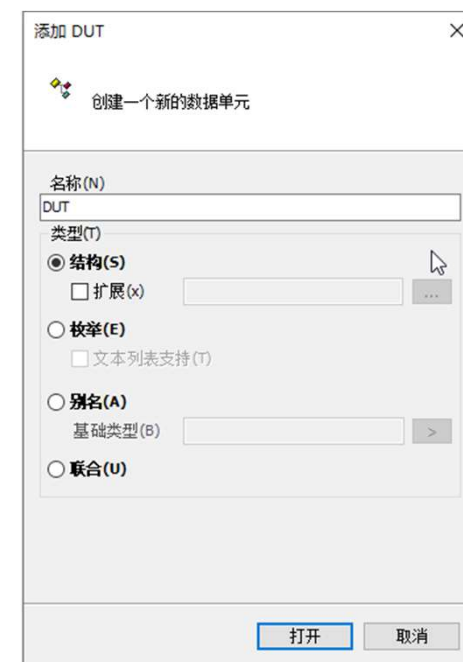 添加 DUT
创建一个新的数据单元
名称(N)
DUT
类型(T)
结构(S)
扩展(x)
...
枚举(E)
文本列表支持(T)
别名(A)
基础类型(B)
>
联合(U)
打开 取消